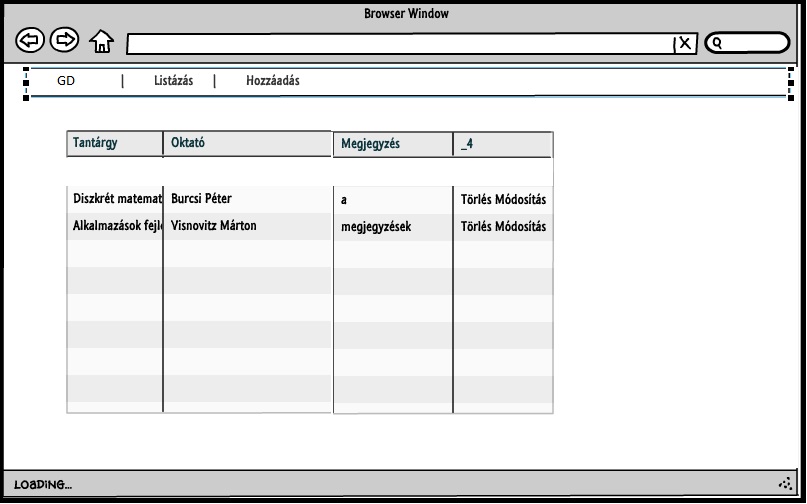 Browser Window
X
GD | Listázás | Hozzáadás
Tantárgy Oktató Megjegyzés _4
Diszkrét matemat Burcsi Péter a Törlés Módosítás
Alkalmazások fejle Visnovitz Márton megjegyzések Törlés Módosítás
LOADING...